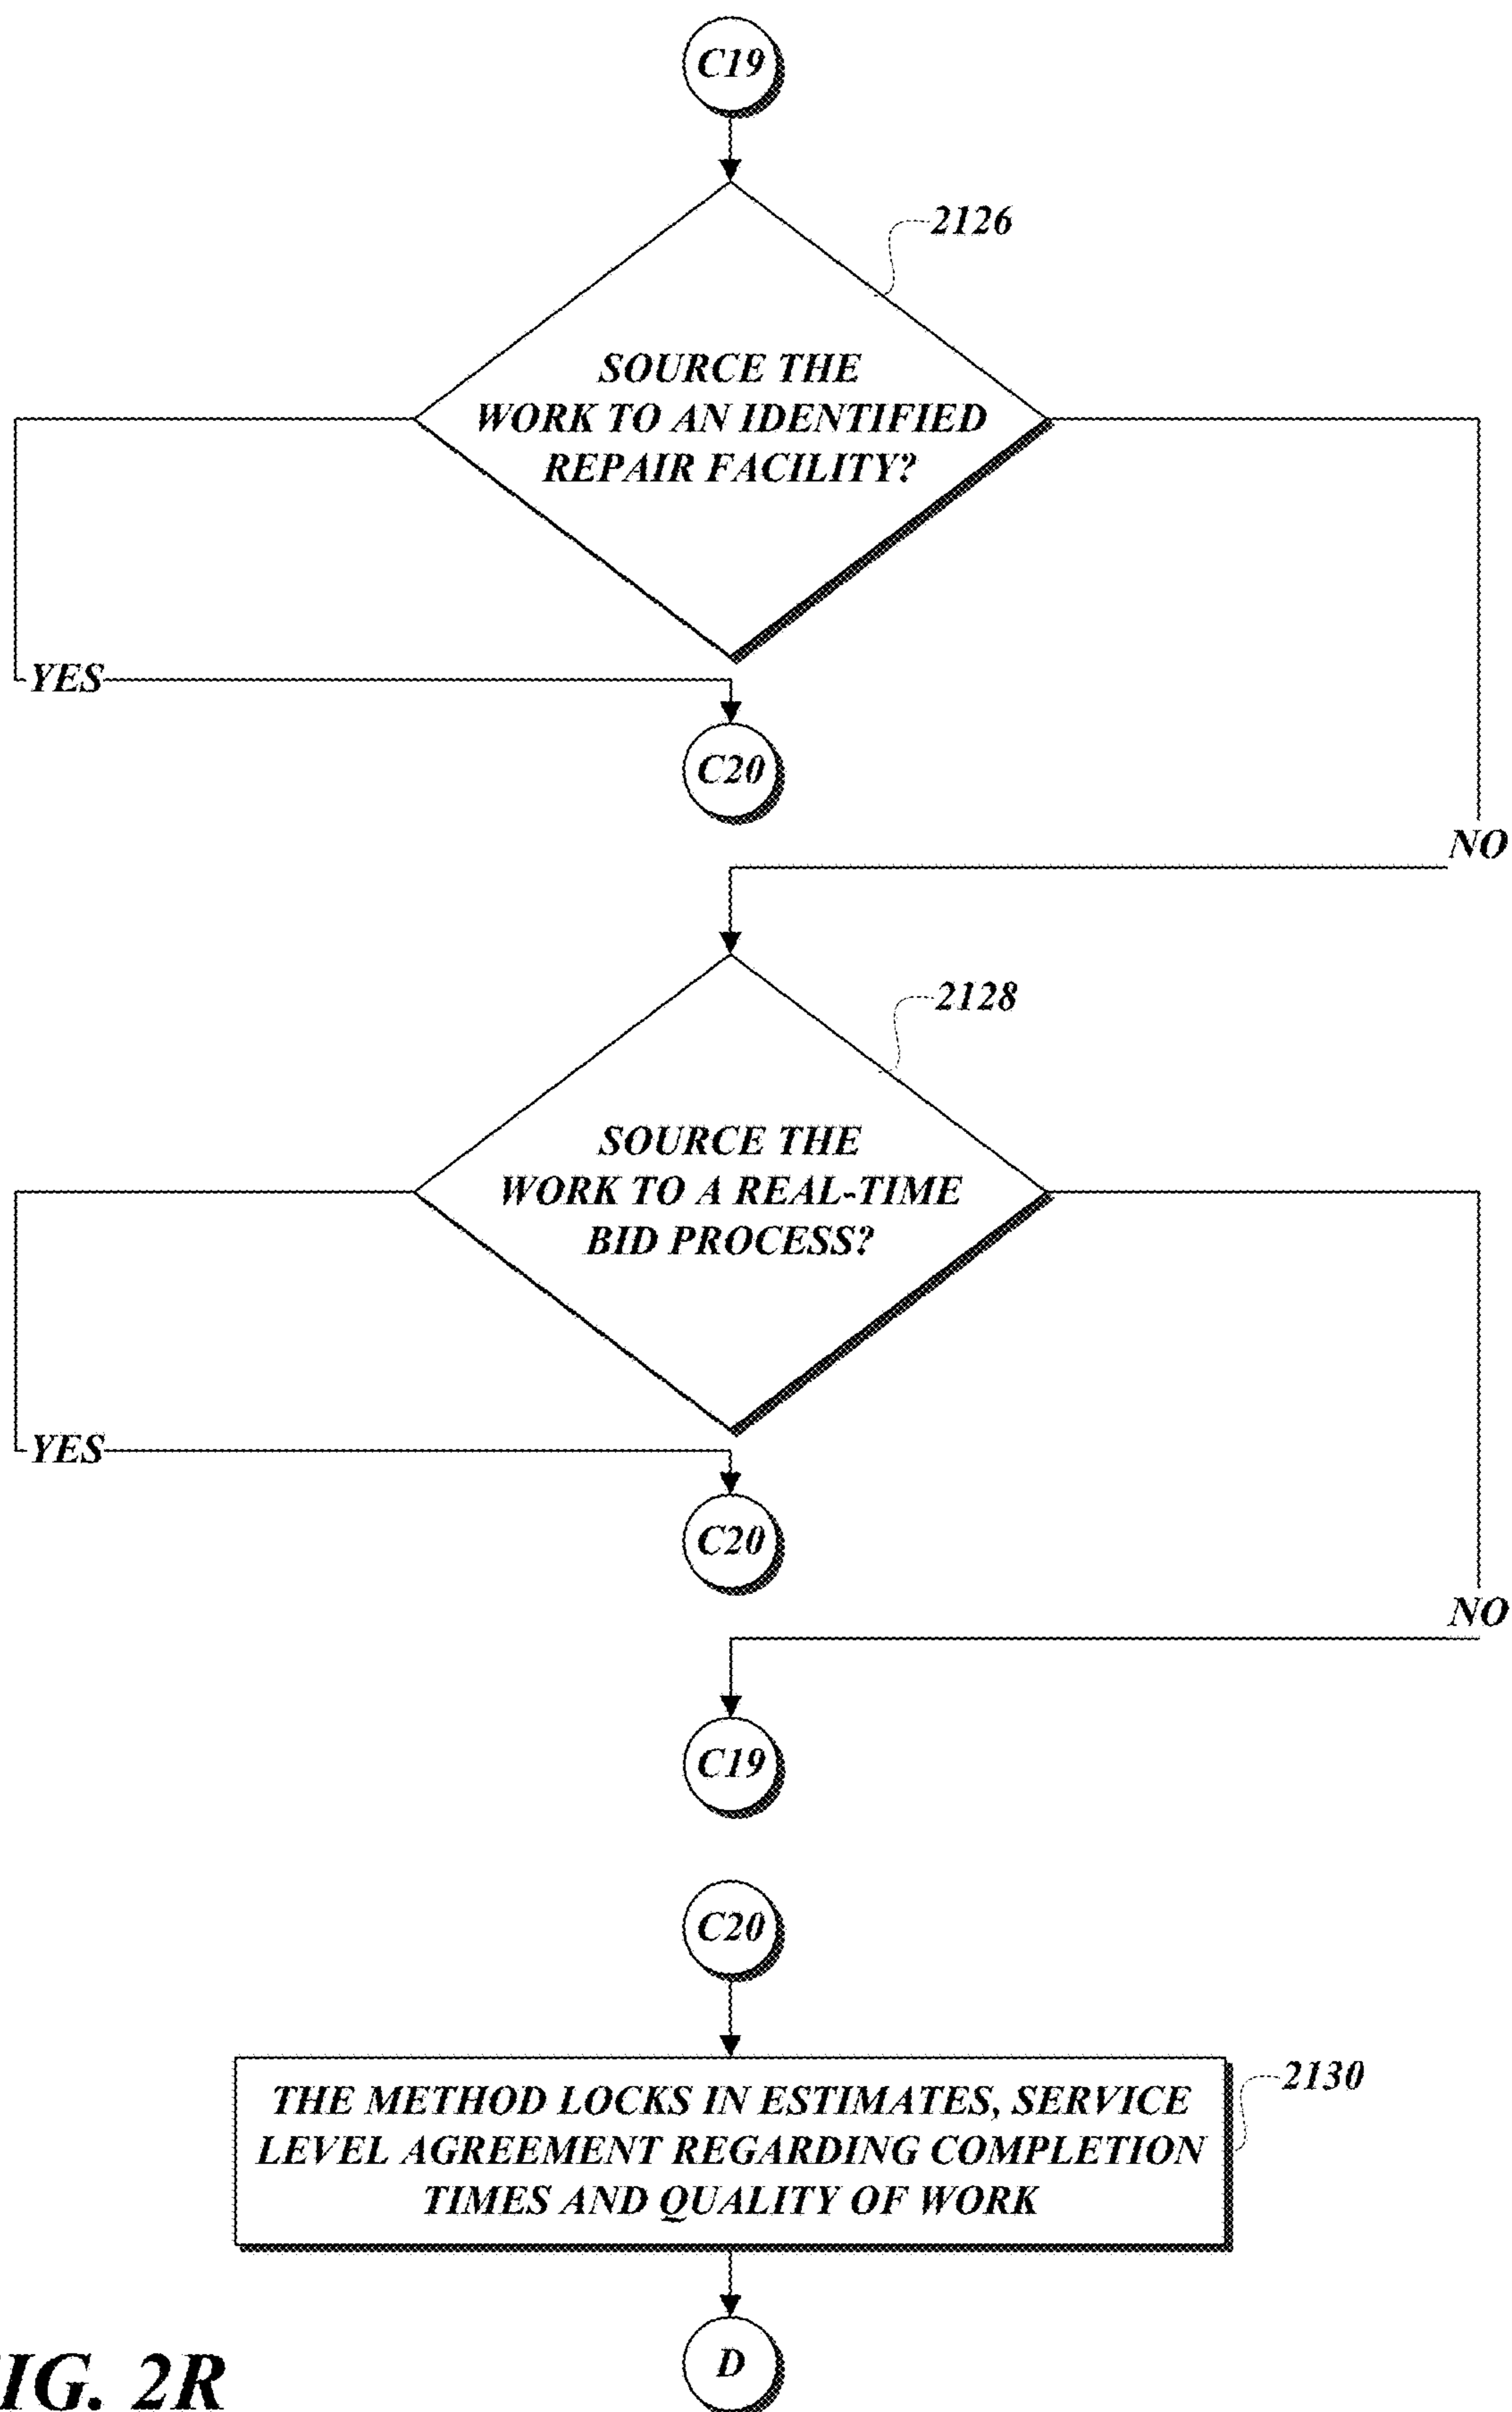 C19
2126
SOURCE THE
WORK TO AN IDENTIFIED
REPAIR FACILITY?
YES
C20
NO
2128
SOURCE THE
WORK TO A REAL-TIME
BID PROCESS?
YES
C20
NO
C19
C20
2130
THE METHOD LOCKS IN ESTIMATES, SERVICE
LEVEL AGREEMENT REGARDING COMPLETION
TIMES AND QUALITY OF WORK
D
IG. 2R